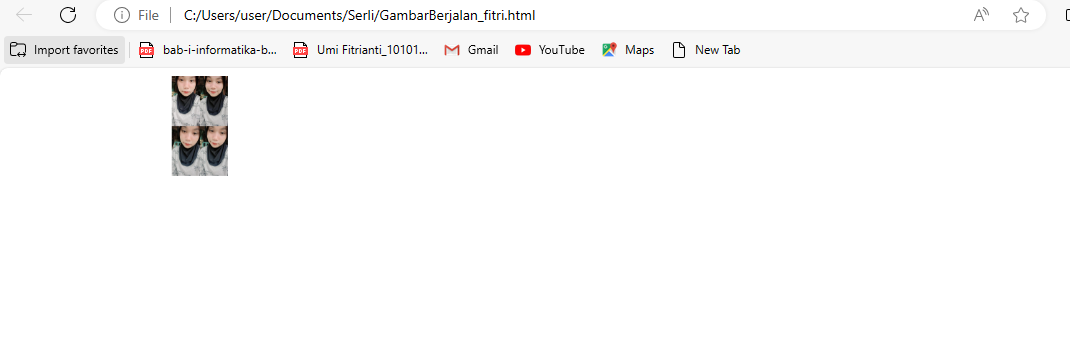 File C:/Users/user/Documents/Serli/GambarBerjalan_fitri.html
Import favorites bab-i-informatika-b... Umi Fitrianti_10101... Gmail YouTube Maps New Tab